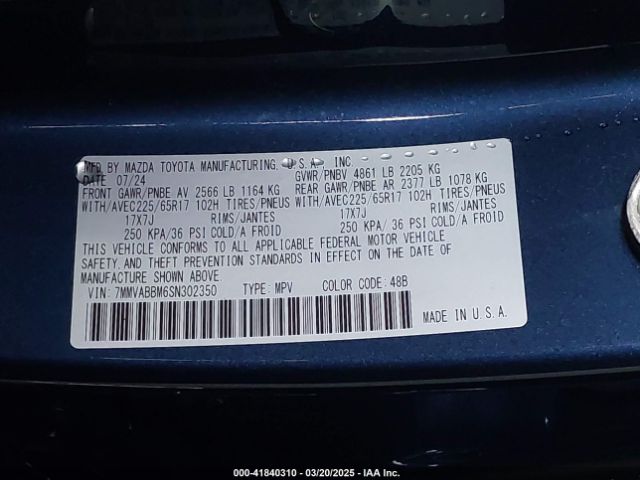 MFD BY MAZDA TOYOTA MANUFACTURING, U.S.A., INC.
DATE 07/24 GVWR/PNBV 4861 LB 2205 KG
FRONT GAWR/PNBE AV 2566 LB 1164 KG REAR GAWR/PNBE AR 2377 LB 1078 KG
WITH/AVEC225/65R17 102H TIRES/PNEUS WITH/AVEC225/65R17 102H TIRES/PNEUS
17X7J RIMS/JANTES 17X7J RIMS/JANTES
250 KPA/36 PSI COLD/A FROID 250 KPA/36 PSI COLD/A FROID
THIS VEHICLE CONFORMS TO ALL APPLICABLE FEDERAL MOTOR VEHICLE
SAFETY, AND THEFT PREVENTION STANDARDS IN EFFECT ON THE DATE OF
MANUFACTURE SHOWN ABOVE.
VIN: 7MMVABBM6SN302350 TYPE: MPV COLOR CODE: 48B
MADE IN U.S.A.
000-41840310 - 03/20/2025 - IAAI.COM